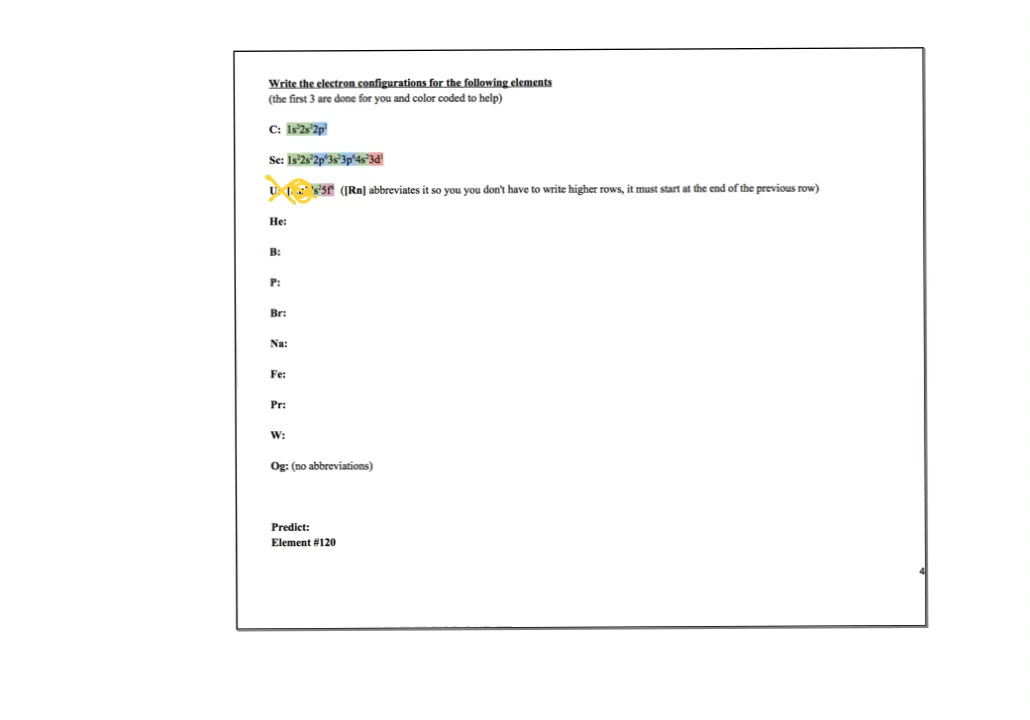 Write the electron configurations for the following elements
(the first 3 are done for you and color coded to help)
C: 1s²2s²2p²
Sc: 1s²2s²2p⁶3s²3p⁶4s²3d¹
([Rn] abbreviates it so you you don't have to write higher rows, it must start at the end of the previous row)
He:
B:
P:
Br:
Na:
Fe:
Pr:
W:
Og: (no abbreviations)
Predict:
Element #120
4